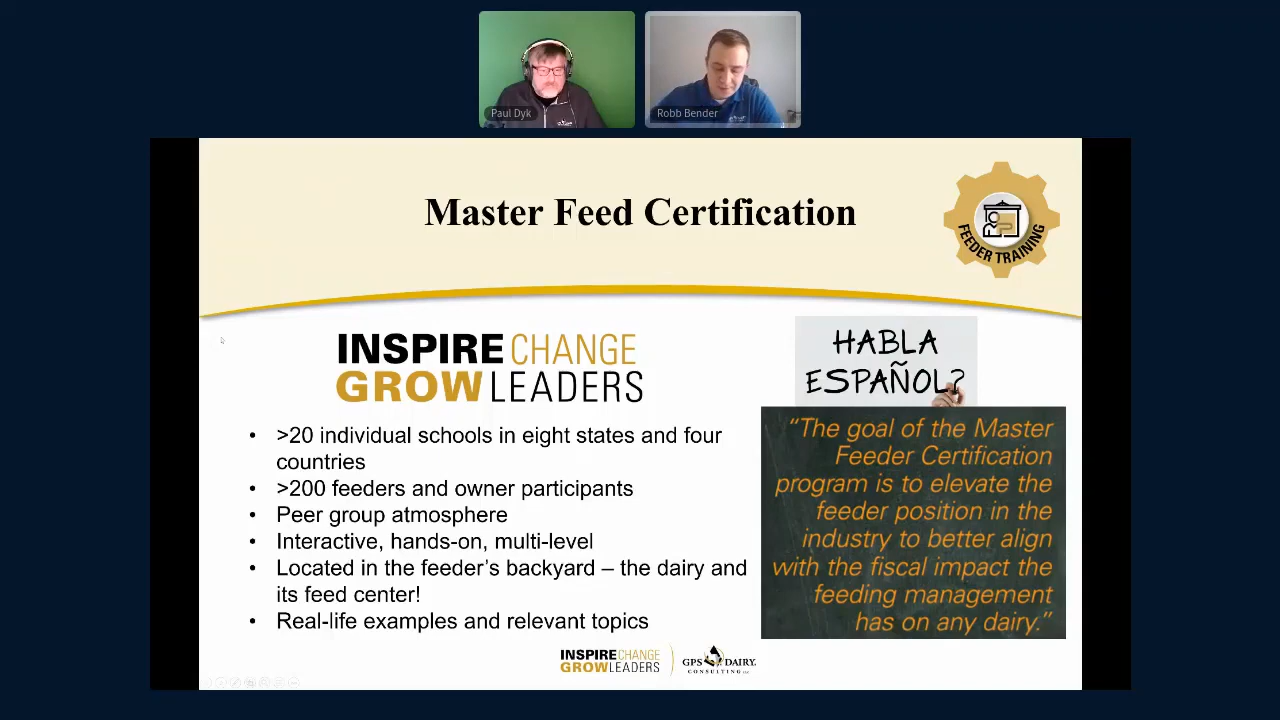 Paul Dyk
Robb Bender
Master Feed Certification
FEEDER TRAINING
INSPIRE CHANGE
GROW LEADERS
HABLA
ESPAÑOL?
• >20 individual schools in eight states and four
countries
• >200 feeders and owner participants
• Peer group atmosphere
• Interactive, hands-on, multi-level
• Located in the feeder’s backyard – the dairy and
its feed center!
• Real-life examples and relevant topics
“The goal of the Master
Feeder Certification
program is to elevate the
feeder position in the
industry to better align
with the fiscal impact the
feeding management
has on any dairy.”
INSPIRE CHANGE
GROW LEADERS
GPS DAIRY
CONSULTING LLC